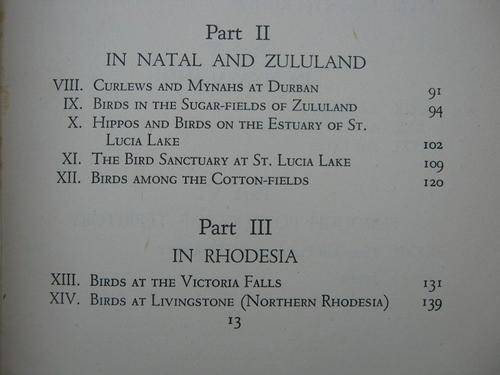 Part II
IN NATAL AND ZULULAND
VIII. CURLEWS AND MYNAHS AT DURBAN 91
IX. BIRDS IN THE SUGAR-FIELDS OF ZULULAND 94
X. HIPPOS AND BIRDS ON THE ESTUARY OF ST.
LUCIA LAKE 102
XI. THE BIRD SANCTUARY AT ST. LUCIA LAKE 109
XII. BIRDS AMONG THE COTTON-FIELDS 120
Part III
IN RHODESIA
XIII. BIRDS AT THE VICTORIA FALLS 131
XIV. BIRDS AT LIVINGSTONE (NORTHERN RHODESIA) 139
13